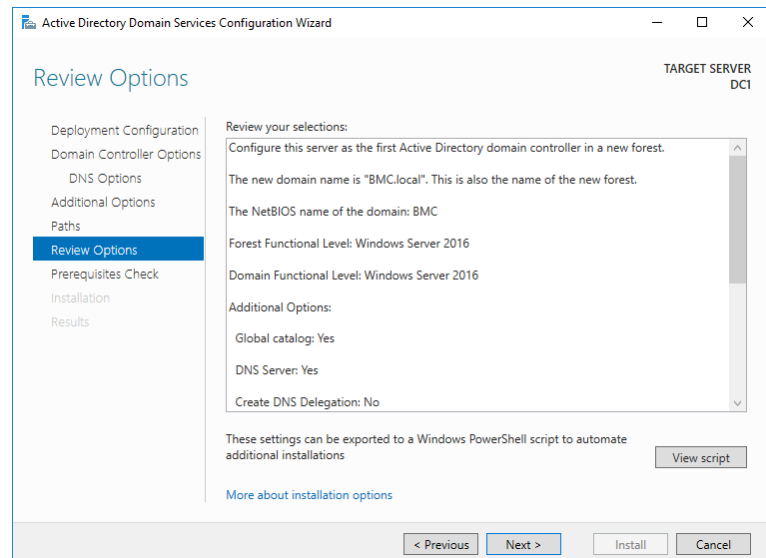 Active Directory Domain Services Configuration Wizard
Review Options
TARGET SERVER
DC1
Deployment Configuration
Domain Controller Options
DNS Options
Additional Options
Paths
Review Options
Prerequisites Check
Installation
Results
Review your selections:
Configure this server as the first Active Directory domain controller in a new forest.
The new domain name is "BMC.local". This is also the name of the new forest.
The NetBIOS name of the domain: BMC
Forest Functional Level: Windows Server 2016
Domain Functional Level: Windows Server 2016
Additional Options:
Global catalog: Yes
DNS Server: Yes
Create DNS Delegation: No
These settings can be exported to a Windows PowerShell script to automate
additional installations
View script
More about installation options
< Previous
Next >
Install
Cancel